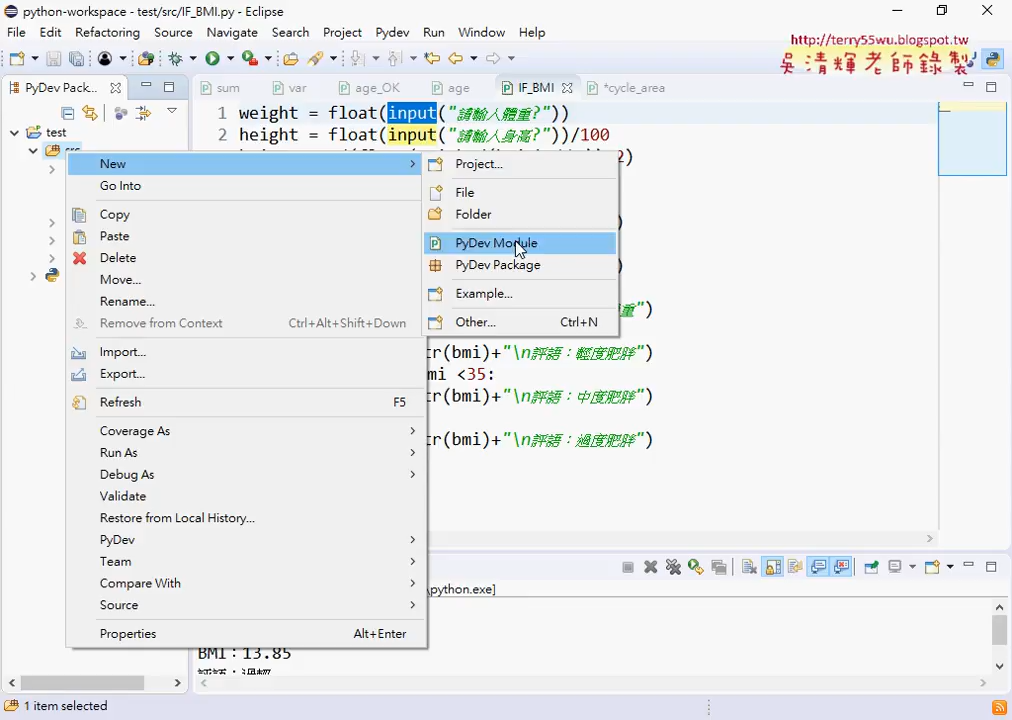 python-workspace - test/src/IF_BMI.py - Eclipse
File Edit Refactoring Source Navigate Search Project Pydev Run Window Help
http://terry55wu.blogspot.tw
吳清輝老師錄製
PyDev Pack...
sum var age_OK age IF_BMI *cycle_area
test
src
1 weight = float(input("請輸入體重?"))
2 height = float(input("請輸入身高?"))/100
2)
New
Go Into
Copy
Paste
Delete
Move...
Rename...
Remove from Context Ctrl+Alt+Shift+Down
Import...
Export...
Refresh F5
Coverage As
Run As
Debug As
Validate
Restore from Local History...
PyDev
Team
Compare With
Source
Properties Alt+Enter
Project...
File
Folder
PyDev Module
PyDev Package
Example...
Other... Ctrl+N
)
)
重")
tr(bmi)+"\n評語：輕度肥胖")
mi <35:
tr(bmi)+"\n評語：中度肥胖")
tr(bmi)+"\n評語：過度肥胖")
\python.exe]
BMI：13.85
1 item selected